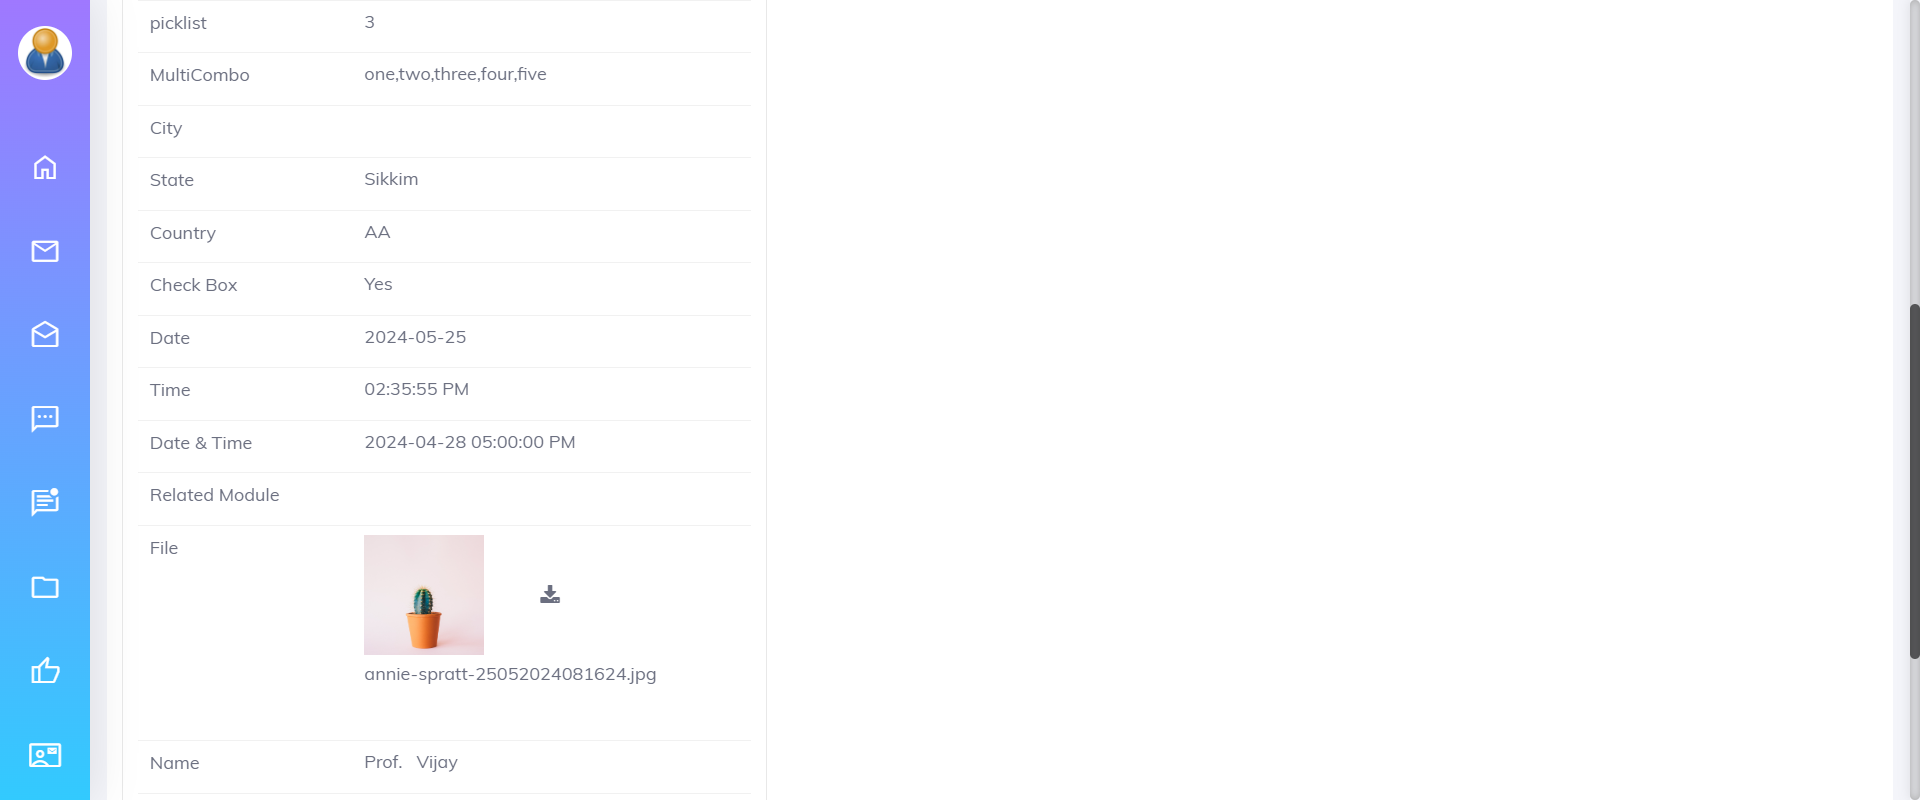 picklist 3
MultiCombo one,two,three,four,five
City
State Sikkim
Country AA
Check Box Yes
Date 2024-05-25
Time 02:35:55 PM
Date & Time 2024-04-28 05:00:00 PM
Related Module
File
annie-spratt-25052024081624.jpg
Name Prof. Vijay